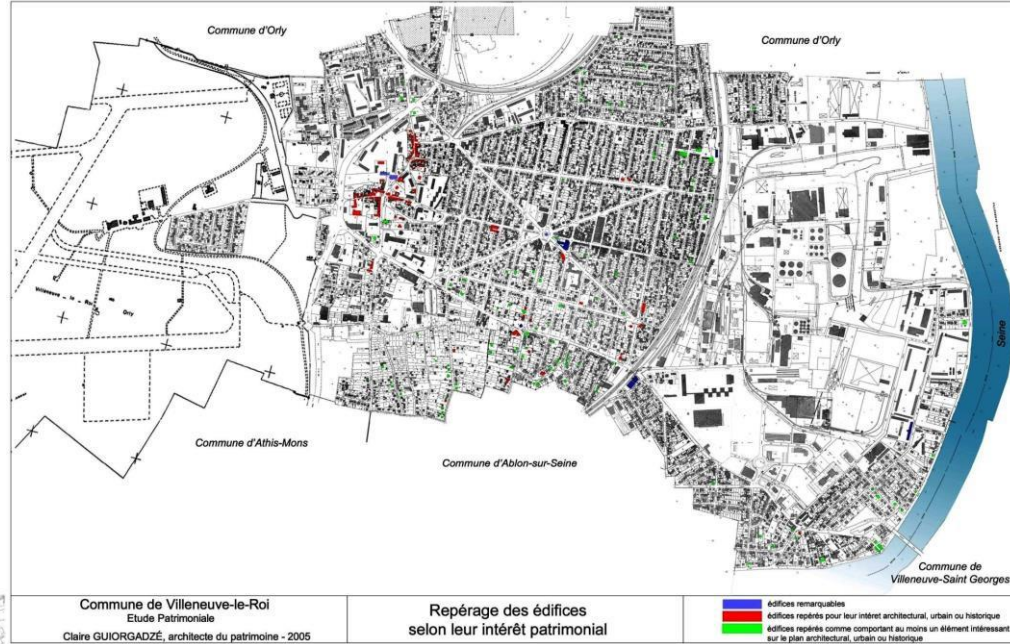 Commune d'Orly
Commune d'Orly
Orly
Seine
Commune d'Athis-Mons
Commune d'Ablon-sur-Seine
Commune de
Villeneuve-Saint Georges
Commune de Villeneuve-le-Roi
Etude Patrimoniale
Claire GUIORGADZÉ, architecte du patrimoine - 2005
Repérage des édifices
selon leur intérêt patrimonial
édifices remarquables
édifices repérés pour leur intéret architectural, urbain ou historique
édifices repérés comme comportant au moins un élément intéressant
sur le plan architectural, urbain ou historique